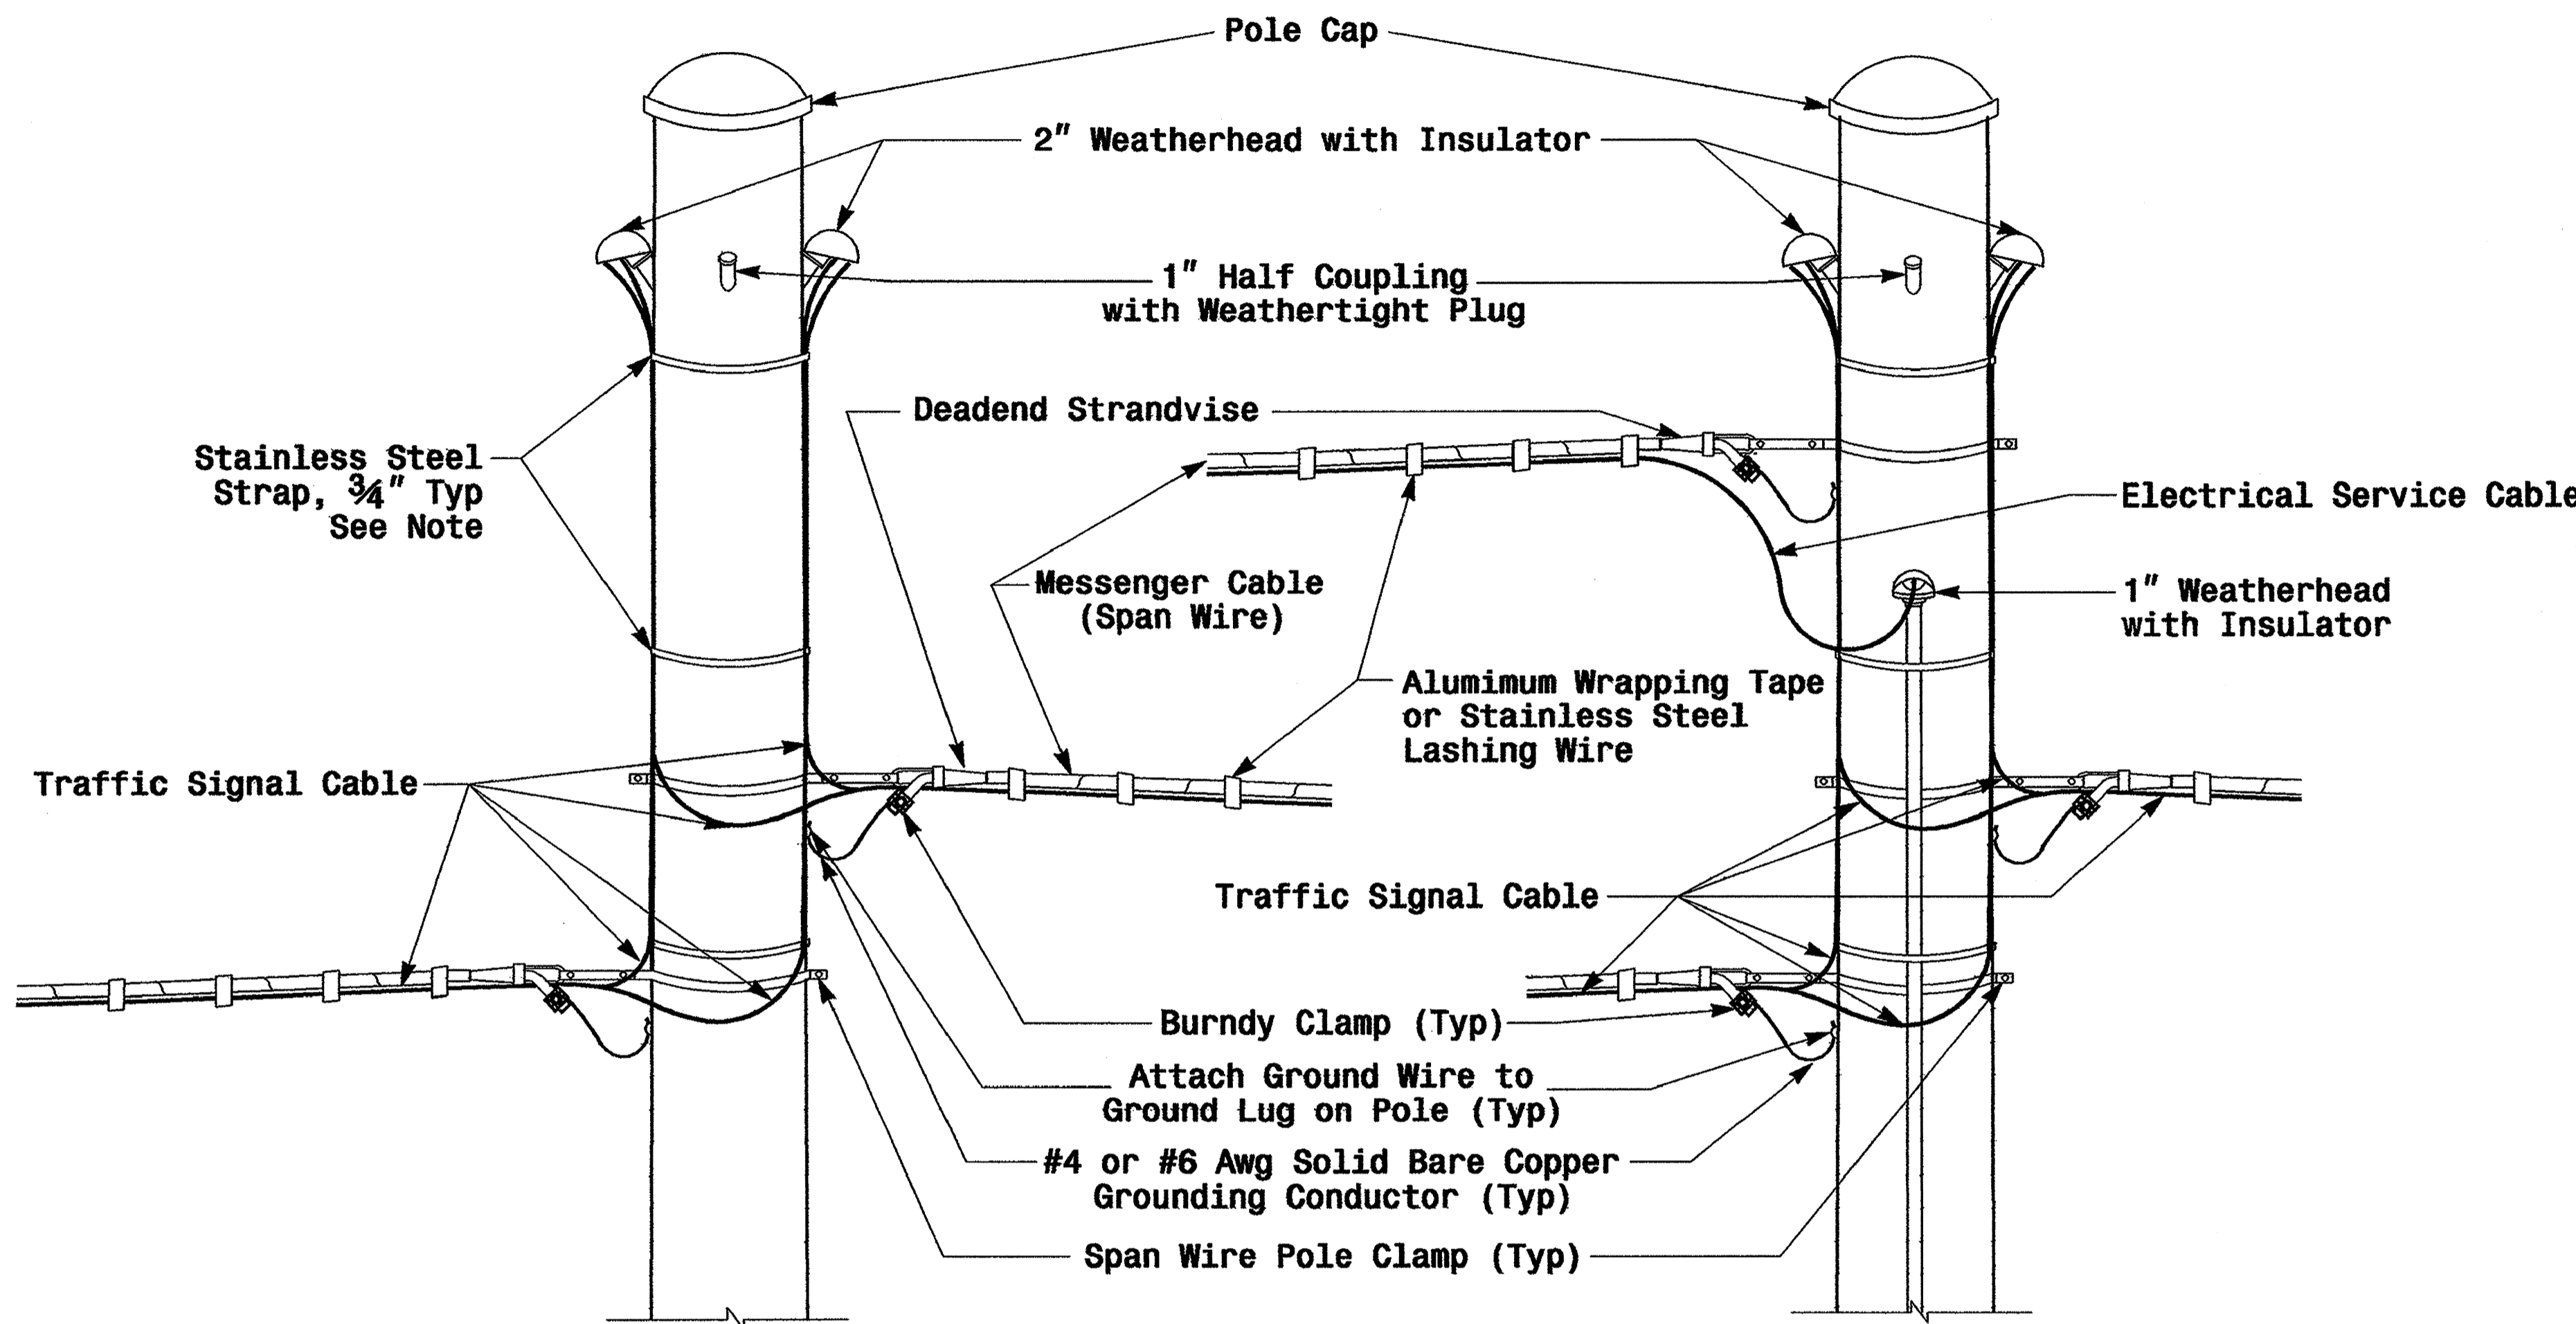 Pole Cap
2" Weatherhead with Insulator
1" Half Coupling
with Weathertight Plug
Deadend Strandvise
Stainless Steel
Strap, ¾" Typ
See Note
Electrical Service Cable
Messenger Cable
(Span Wire)
1" Weatherhead
with Insulator
Alumimum Wrapping Tape
or Stainless Steel
Lashing Wire
Traffic Signal Cable
Traffic Signal Cable
Burndy Clamp (Typ)
Attach Ground Wire to
Ground Lug on Pole (Typ)
#4 or #6 Awg Solid Bare Copper
Grounding Conductor (Typ)
Span Wire Pole Clamp (Typ)